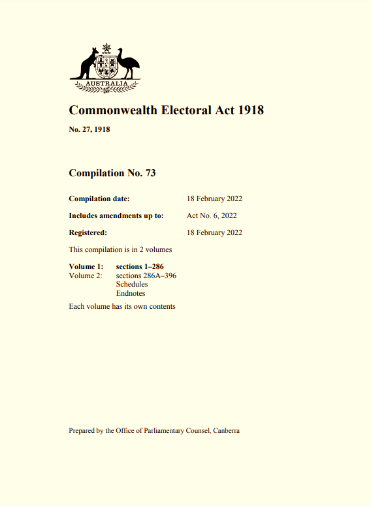 AUSTRALIA
Commonwealth Electoral Act 1918
No. 27, 1918
Compilation No. 73
Compilation date: 18 February 2022
Includes amendments up to: Act No. 6, 2022
Registered: 18 February 2022
This compilation is in 2 volumes
Volume 1: sections 1–286
Volume 2: sections 286A–396
Schedules
Endnotes
Each volume has its own contents
Prepared by the Office of Parliamentary Counsel, Canberra